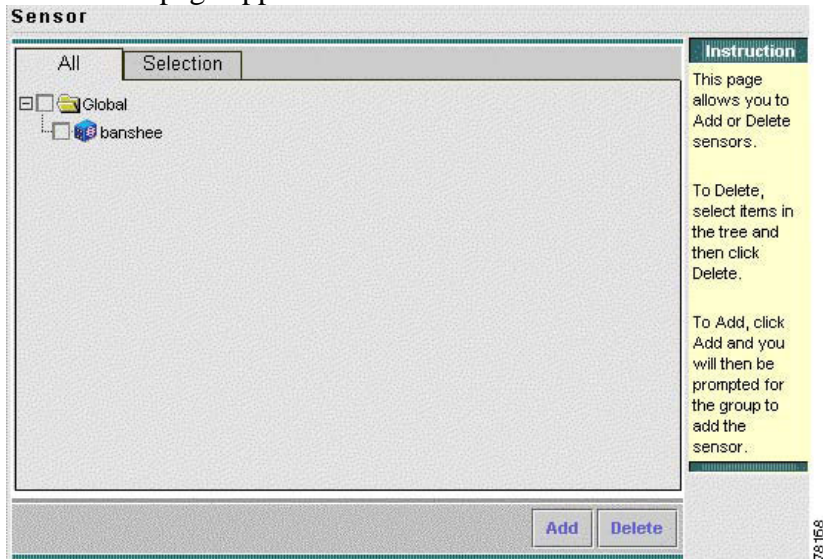 Sensor
All
Selection
Global
banshee
Add
Delete
Instruction
This page
allows you to
Add or Delete
sensors.
To Delete,
select items in
the tree and
then click
Delete.
To Add, click
Add and you
will then be
prompted for
the group to
add the
sensor.
78158